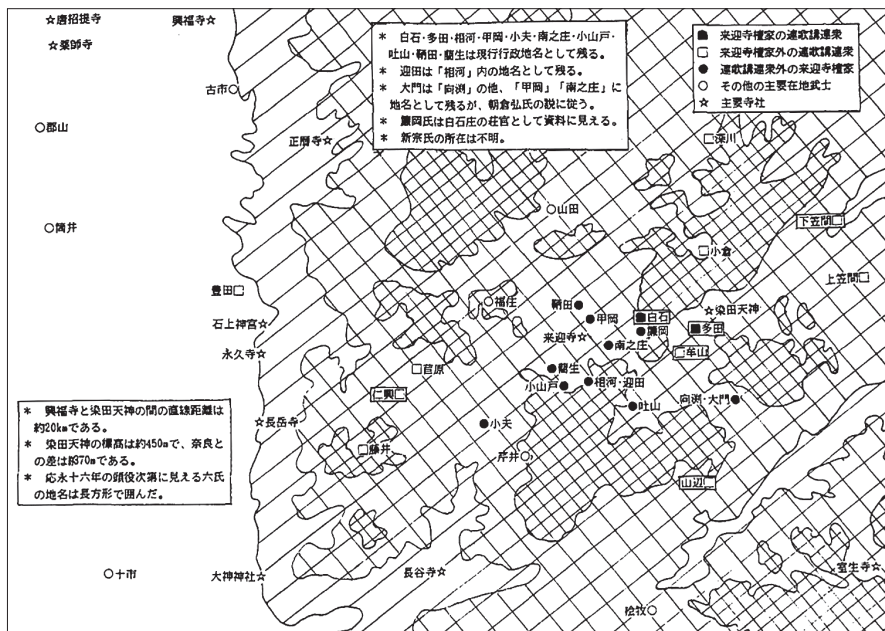 ☆唐招提寺 興福寺☆
☆薬師寺
古市○
○郡山
正暦寺☆
○筒井
* 白石・多田・相河・甲岡・小夫・南之庄・小山戸・
吐山・鞆田・藺生は現行行政地名として残る。
* 迎田は「相河」内の地名として残る。
* 大門は「向渕」の他、「甲岡」「南之庄」に
地名として残るが、朝倉弘氏の説に従う。
* 簾岡氏は白石庄の荘官として資料に見える。
* 新宗氏の所在は不明。
■ 来迎寺檀家の連歌講連衆
□ 来迎寺檀家外の連歌講連衆
● 連歌講連衆外の来迎寺檀家
○ その他の主要在地武士
☆ 主要寺社
□深川
○山田
下笠間□
□小倉
上笠間□
豊田□
福住
鞆田●
●甲岡
■白石
☆染田天神
石上神宮☆
来迎寺☆
●簾岡
■多田
●南之庄
永久寺☆
□牟山
□官原
●藺生
小山戸●
●相河・迎田
仁興□
向渕・大門●
●吐山
☆長岳寺
●小夫
□藤井
芹井○
山辺□
* 興福寺と染田天神の間の直線距離は
約20kmである。
* 染田天神の標高は約450mで、奈良と
の差は約370mである。
* 応永十六年の頭役次第に見える六氏
の地名は長方形で囲んだ。
○十市
大神神社☆
長谷寺☆
室生寺☆
桧牧○